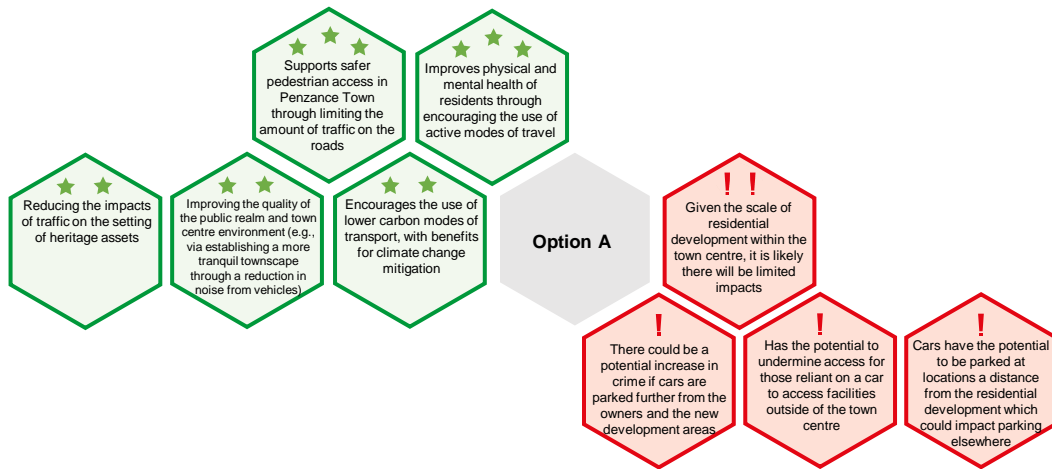 Supports safer
pedestrian access in
Penzance Town
through limiting the
amount of traffic on the
roads
Improves physical and
mental health of
residents through
encouraging the use of
active modes of travel
Reducing the impacts
of traffic on the setting
of heritage assets
Improving the quality of
the public realm and town
centre environment (e.g.,
via establishing a more
tranquil townscape
through a reduction in
noise from vehicles)
Encourages the use of
lower carbon modes of
transport, with benefits
for climate change
mitigation
Option A
! !
Given the scale of
residential
development within the
town centre, it is likely
there will be limited
impacts
!
There could be a
potential increase in
crime if cars are
parked further from the
owners and the new
development areas
!
Has the potential to
undermine access for
those reliant on a car
to access facilities
outside of the town
centre
!
Cars have the potential
to be parked at
locations a distance
from the residential
development which
could impact parking
elsewhere